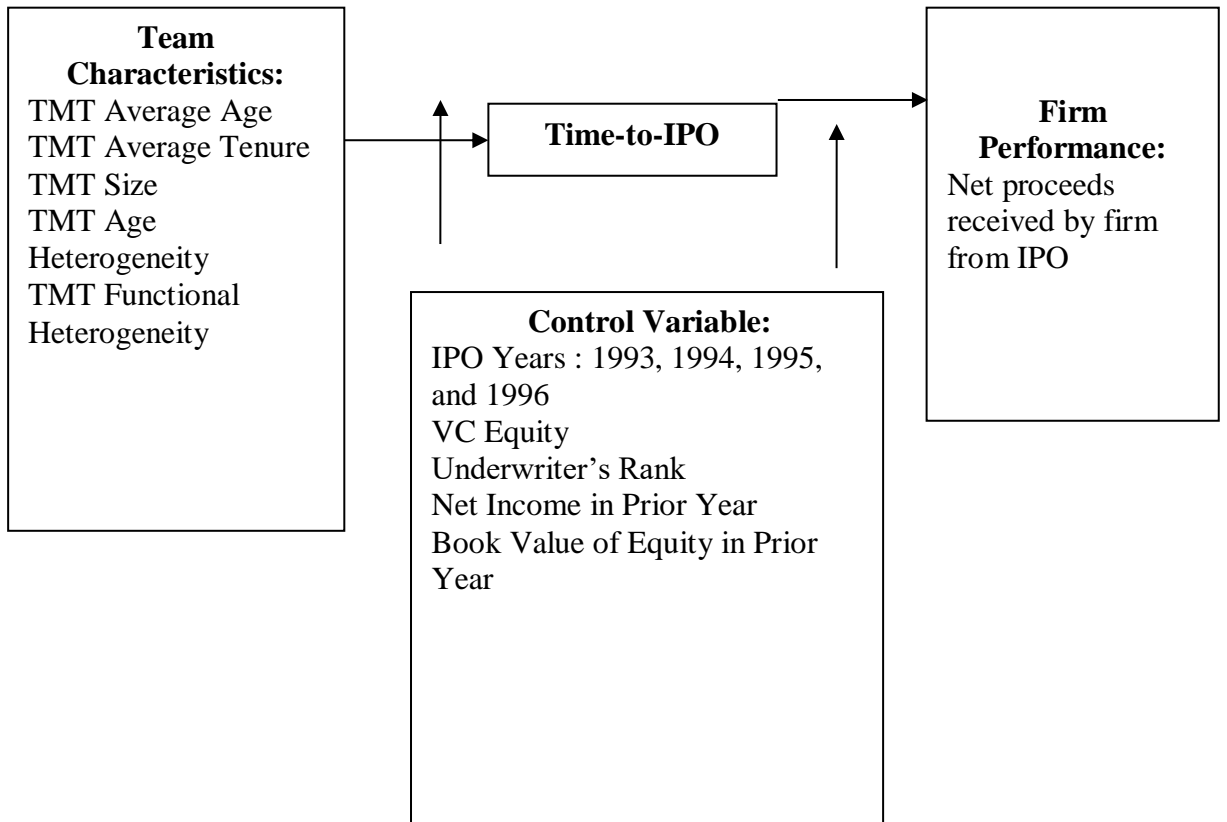 Team
Characteristics:
TMT Average Age
TMT Average Tenure
TMT Size
TMT Age
Heterogeneity
TMT Functional
Heterogeneity
Time-to-IPO
Firm
Performance:
Net proceeds
received by firm
from IPO
Control Variable:
IPO Years : 1993, 1994, 1995,
and 1996
VC Equity
Underwriter’s Rank
Net Income in Prior Year
Book Value of Equity in Prior
Year